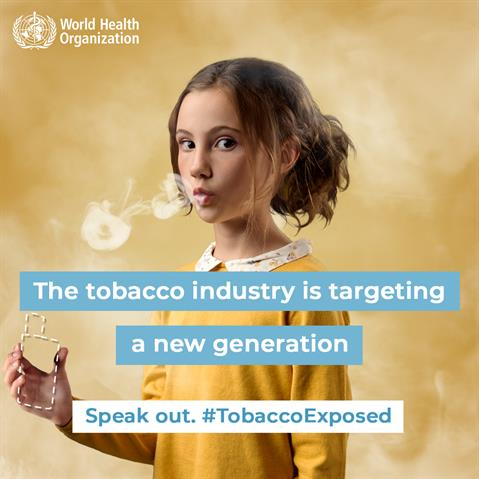 World Health
Organization
The tobacco industry is targeting
a new generation
Speak out. #TobaccoExposed